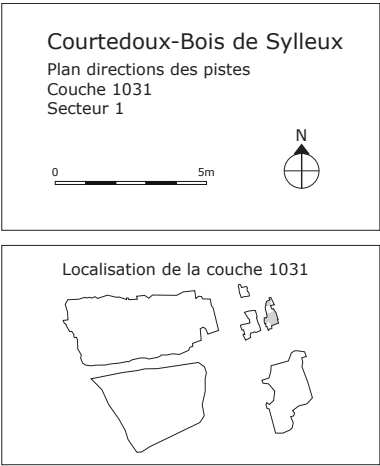 Courtedoux-Bois de Sylleux
Plan directions des pistes
Couche 1031
Secteur 1
N
0 5m
Localisation de la couche 1031